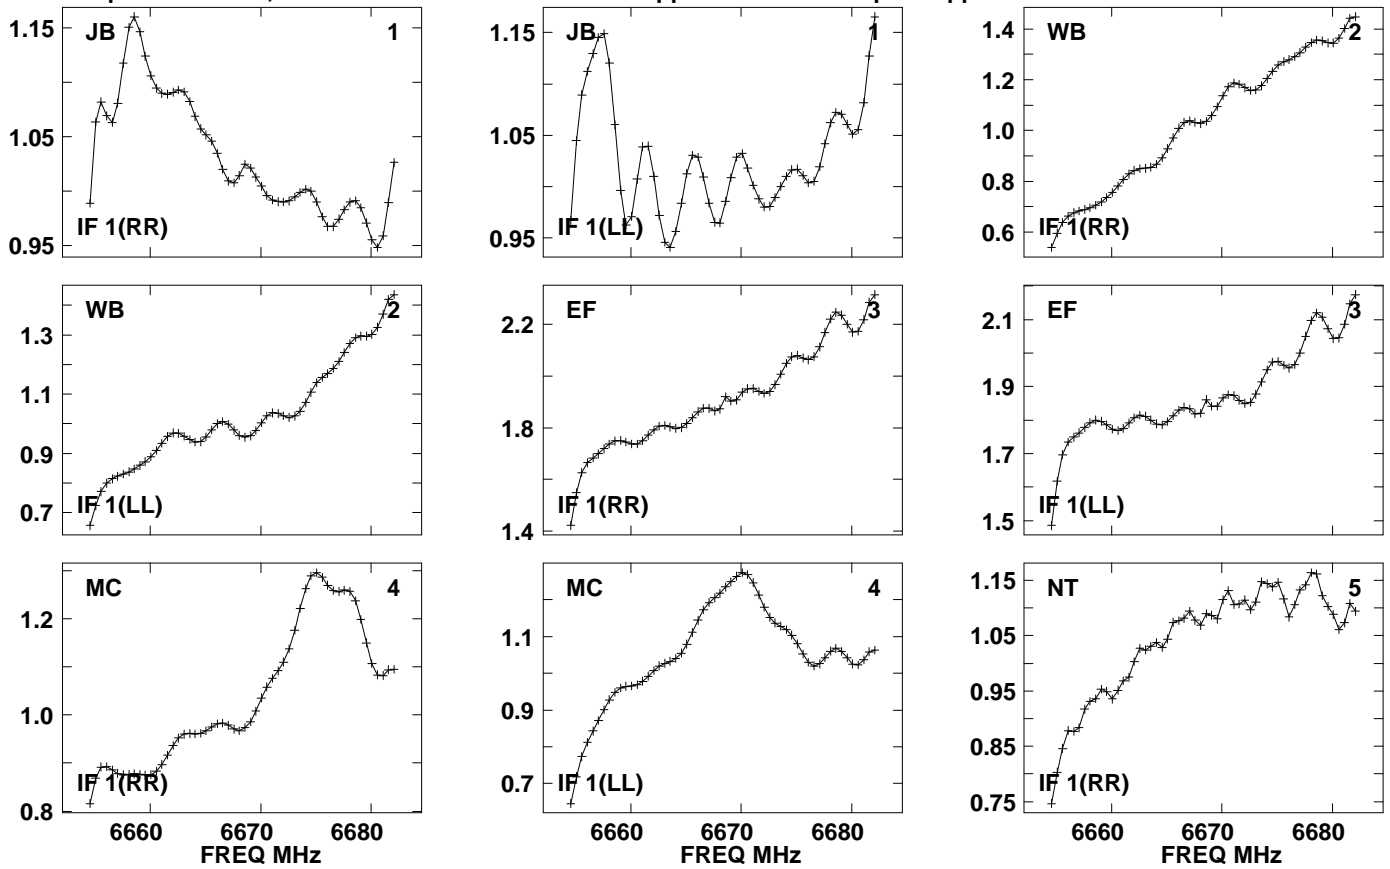 JB 1
1.15
1.05
0.95
IF 1(RR)
JB 1
1.15
1.05
0.95
IF 1(LL)
WB 2
1.4
1.2
1.0
0.8
0.6
IF 1(RR)
WB 2
1.3
1.1
0.9
0.7
IF 1(LL)
EF 3
2.2
1.8
1.4
IF 1(RR)
EF 3
2.1
1.9
1.7
1.5
IF 1(LL)
MC 4
1.2
1.0
0.8
IF 1(RR)
6660 6670 6680
FREQ MHz
MC 4
1.1
0.9
0.7
IF 1(LL)
6660 6670 6680
FREQ MHz
NT 5
1.15
1.05
0.95
0.85
0.75
IF 1(RR)
6660 6670 6680
FREQ MHz